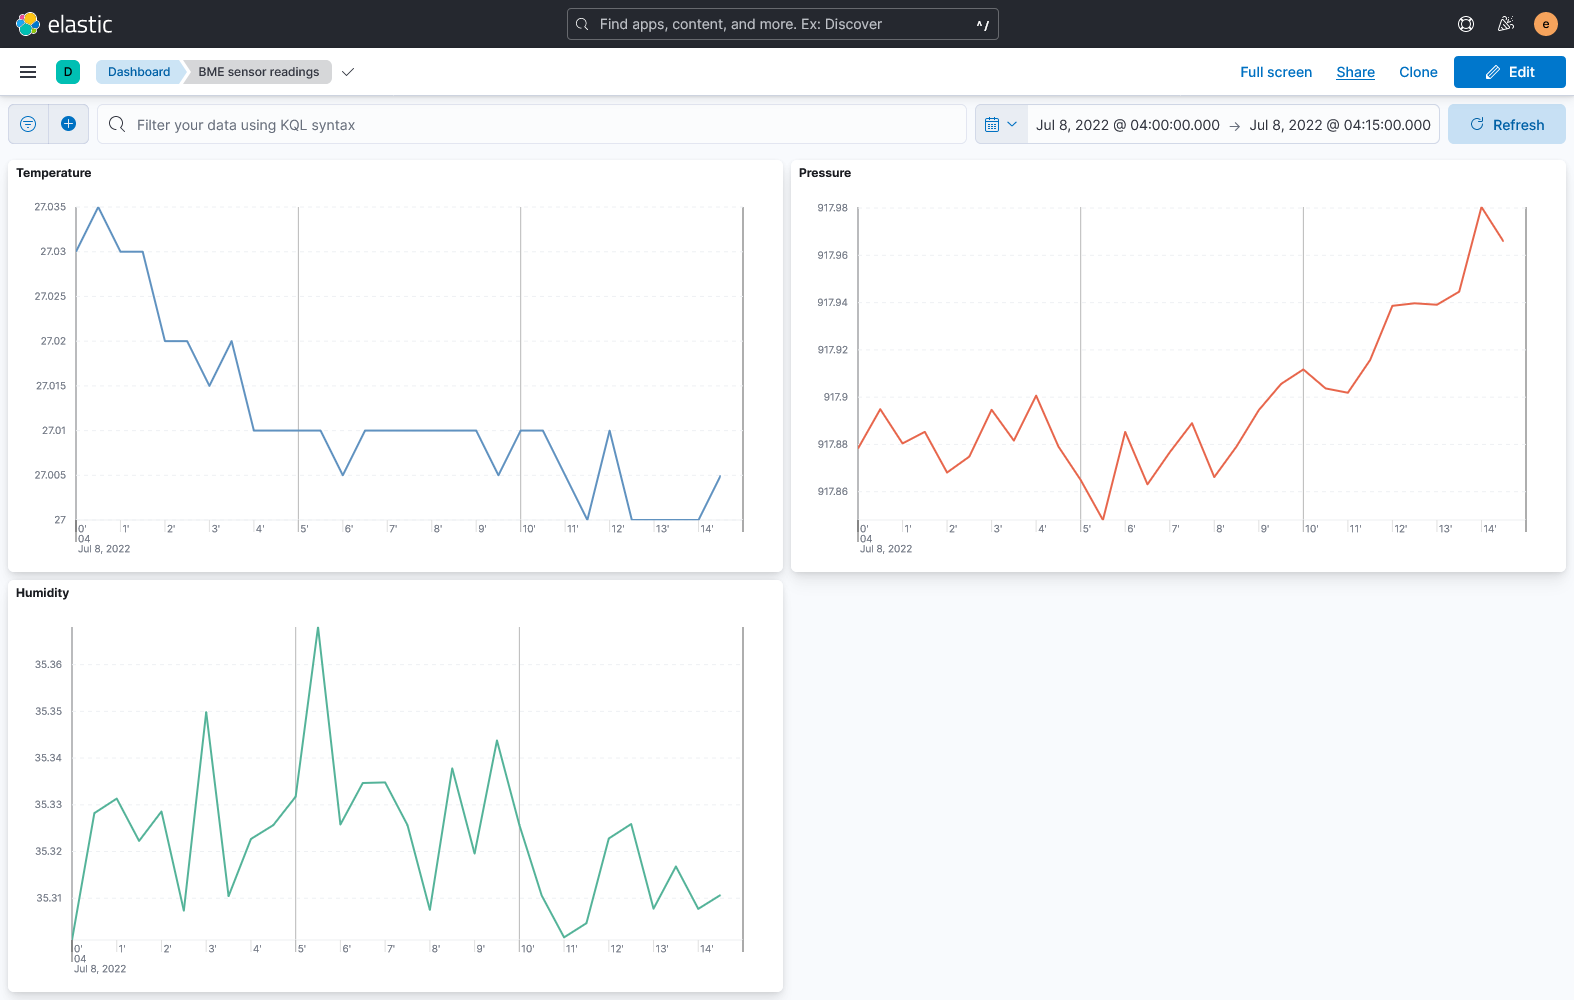 elastic
Find apps, content, and more. Ex: Discover
^/
e
D
Dashboard
BME sensor readings
Full screen
Share
Clone
Edit
Filter your data using KQL syntax
Jul 8, 2022 @ 04:00:00.000 → Jul 8, 2022 @ 04:15:00.000
Refresh
Temperature
27.035
27.03
27.025
27.02
27.015
27.01
27.005
27
0' 1' 2' 3' 4' 5' 6' 7' 8' 9' 10' 11' 12' 13' 14'
04
Jul 8, 2022
Pressure
917.98
917.96
917.94
917.92
917.9
917.88
917.86
0' 1' 2' 3' 4' 5' 6' 7' 8' 9' 10' 11' 12' 13' 14'
04
Jul 8, 2022
Humidity
35.36
35.35
35.34
35.33
35.32
35.31
0' 1' 2' 3' 4' 5' 6' 7' 8' 9' 10' 11' 12' 13' 14'
04
Jul 8, 2022